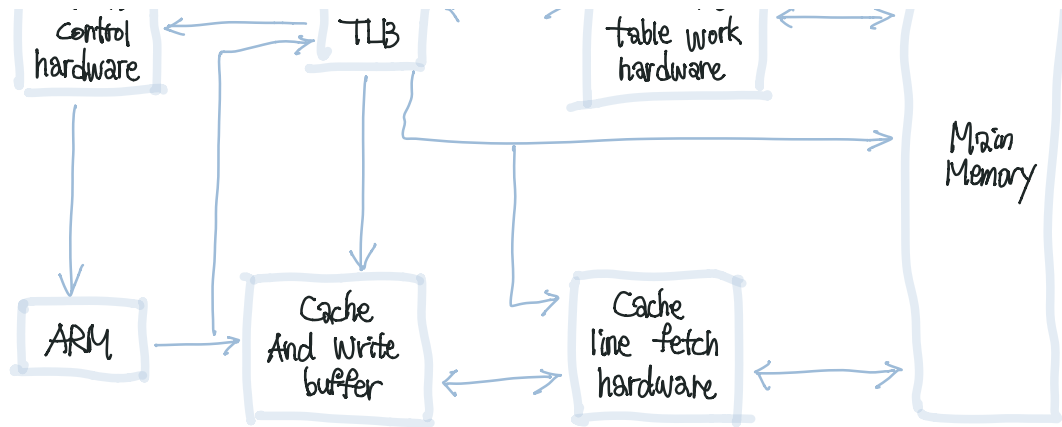 control
hardware
TLB
table work
hardware
Main
Memory
ARM
Cache
And Write
buffer
Cache
line fetch
hardware